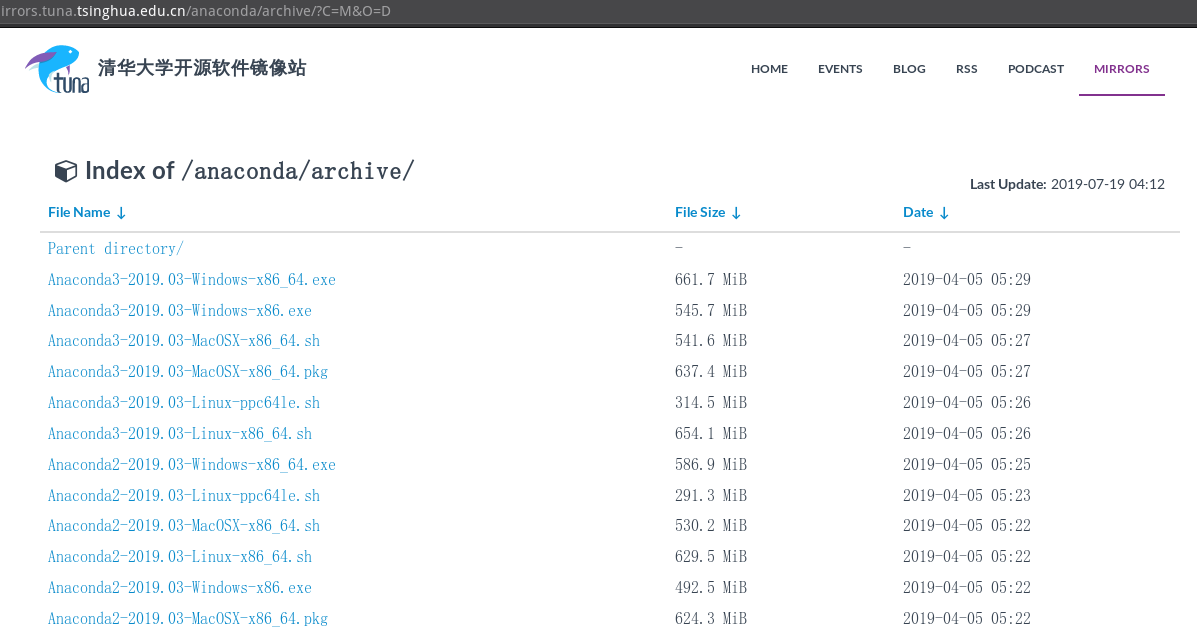 irrors.tuna.tsinghua.edu.cn/anaconda/archive/?C=M&O=D
tuna 清华大学开源软件镜像站 HOME EVENTS BLOG RSS PODCAST MIRRORS
Index of /anaconda/archive/
Last Update: 2019-07-19 04:12
File Name ↓ File Size ↓ Date ↓
Parent directory/ - -
Anaconda3-2019.03-Windows-x86_64.exe 661.7 MiB 2019-04-05 05:29
Anaconda3-2019.03-Windows-x86.exe 545.7 MiB 2019-04-05 05:29
Anaconda3-2019.03-MacOSX-x86_64.sh 541.6 MiB 2019-04-05 05:27
Anaconda3-2019.03-MacOSX-x86_64.pkg 637.4 MiB 2019-04-05 05:27
Anaconda3-2019.03-Linux-ppc64le.sh 314.5 MiB 2019-04-05 05:26
Anaconda3-2019.03-Linux-x86_64.sh 654.1 MiB 2019-04-05 05:26
Anaconda2-2019.03-Windows-x86_64.exe 586.9 MiB 2019-04-05 05:25
Anaconda2-2019.03-Linux-ppc64le.sh 291.3 MiB 2019-04-05 05:23
Anaconda2-2019.03-MacOSX-x86_64.sh 530.2 MiB 2019-04-05 05:22
Anaconda2-2019.03-Linux-x86_64.sh 629.5 MiB 2019-04-05 05:22
Anaconda2-2019.03-Windows-x86.exe 492.5 MiB 2019-04-05 05:22
Anaconda2-2019.03-MacOSX-x86_64.pkg 624.3 MiB 2019-04-05 05:22